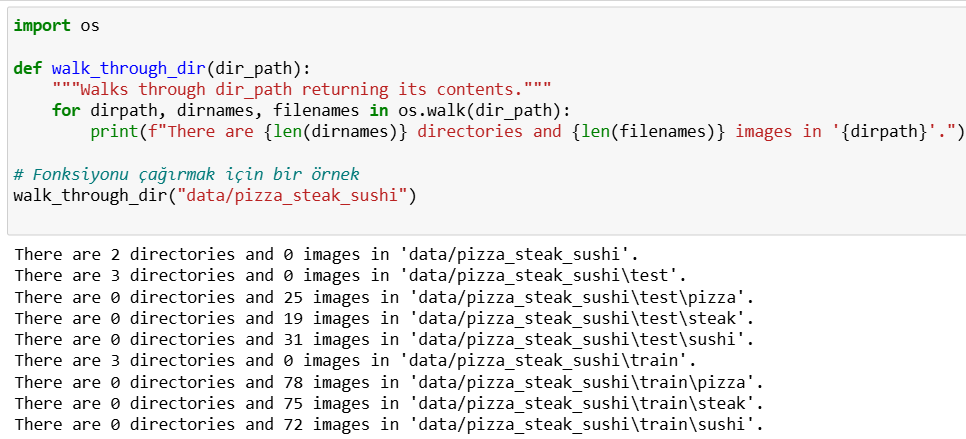 import os
def walk_through_dir(dir_path):
    """Walks through dir_path returning its contents."""
    for dirpath, dirnames, filenames in os.walk(dir_path):
        print(f"There are {len(dirnames)} directories and {len(filenames)} images in '{dirpath}'.")
# Fonksiyonu çağırmak için bir örnek
walk_through_dir("data/pizza_steak_sushi")
There are 2 directories and 0 images in 'data/pizza_steak_sushi'.
There are 3 directories and 0 images in 'data/pizza_steak_sushi\test'.
There are 0 directories and 25 images in 'data/pizza_steak_sushi\test\pizza'.
There are 0 directories and 19 images in 'data/pizza_steak_sushi\test\steak'.
There are 0 directories and 31 images in 'data/pizza_steak_sushi\test\sushi'.
There are 3 directories and 0 images in 'data/pizza_steak_sushi\train'.
There are 0 directories and 78 images in 'data/pizza_steak_sushi\train\pizza'.
There are 0 directories and 75 images in 'data/pizza_steak_sushi\train\steak'.
There are 0 directories and 72 images in 'data/pizza_steak_sushi\train\sushi'.